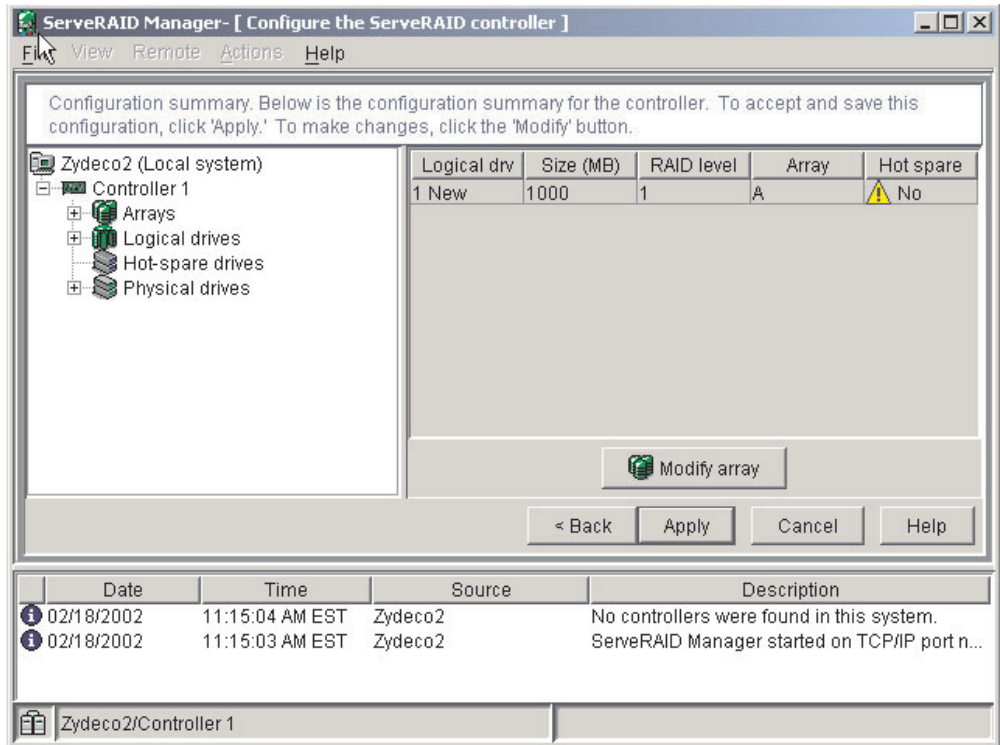 ServeRAID Manager- [ Configure the ServeRAID controller ]
File View Remote Actions Help
Configuration summary. Below is the configuration summary for the controller. To accept and save this
configuration, click 'Apply.' To make changes, click the 'Modify' button.
Zydeco2 (Local system)
Controller 1
Arrays
Logical drives
Hot-spare drives
Physical drives
Logical drv Size (MB) RAID level Array Hot spare
1 New 1000 1 A No
Modify array
< Back Apply Cancel Help
Date Time Source Description
02/18/2002 11:15:04 AM EST Zydeco2 No controllers were found in this system.
02/18/2002 11:15:03 AM EST Zydeco2 ServeRAID Manager started on TCP/IP port n...
Zydeco2/Controller 1